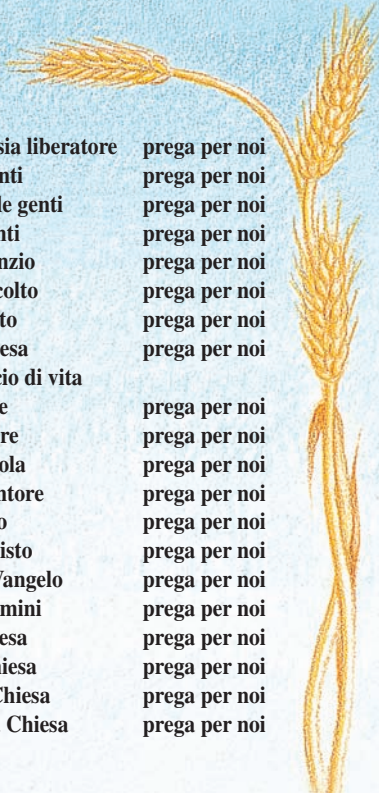 sia liberatore prega per noi
nti prega per noi
le genti prega per noi
nti prega per noi
nzio prega per noi
colto prega per noi
to prega per noi
esa prega per noi
cio di vita
e prega per noi
re prega per noi
ola prega per noi
ntore prega per noi
o prega per noi
isto prega per noi
Vangelo prega per noi
mini prega per noi
esa prega per noi
iesa prega per noi
Chiesa prega per noi
Chiesa prega per noi